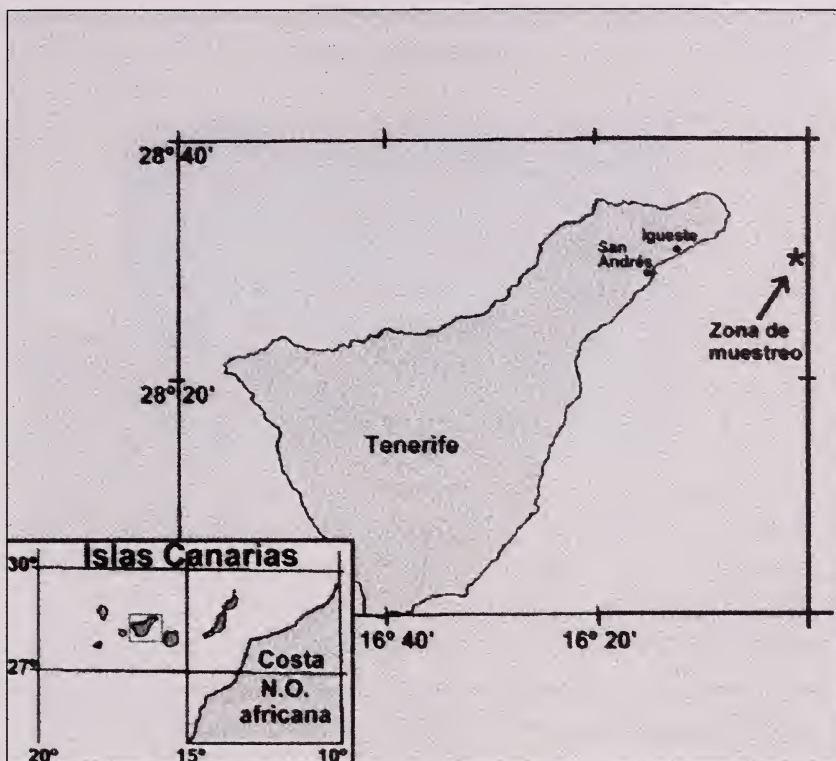 28° 40'
Igueste
San
Andrés
Zona de
muestreo
28° 20'
Tenerife
Islas Canarias
30°
16° 40'
16° 20'
27°
Costa
N.O.
africana
20°
15°
10°